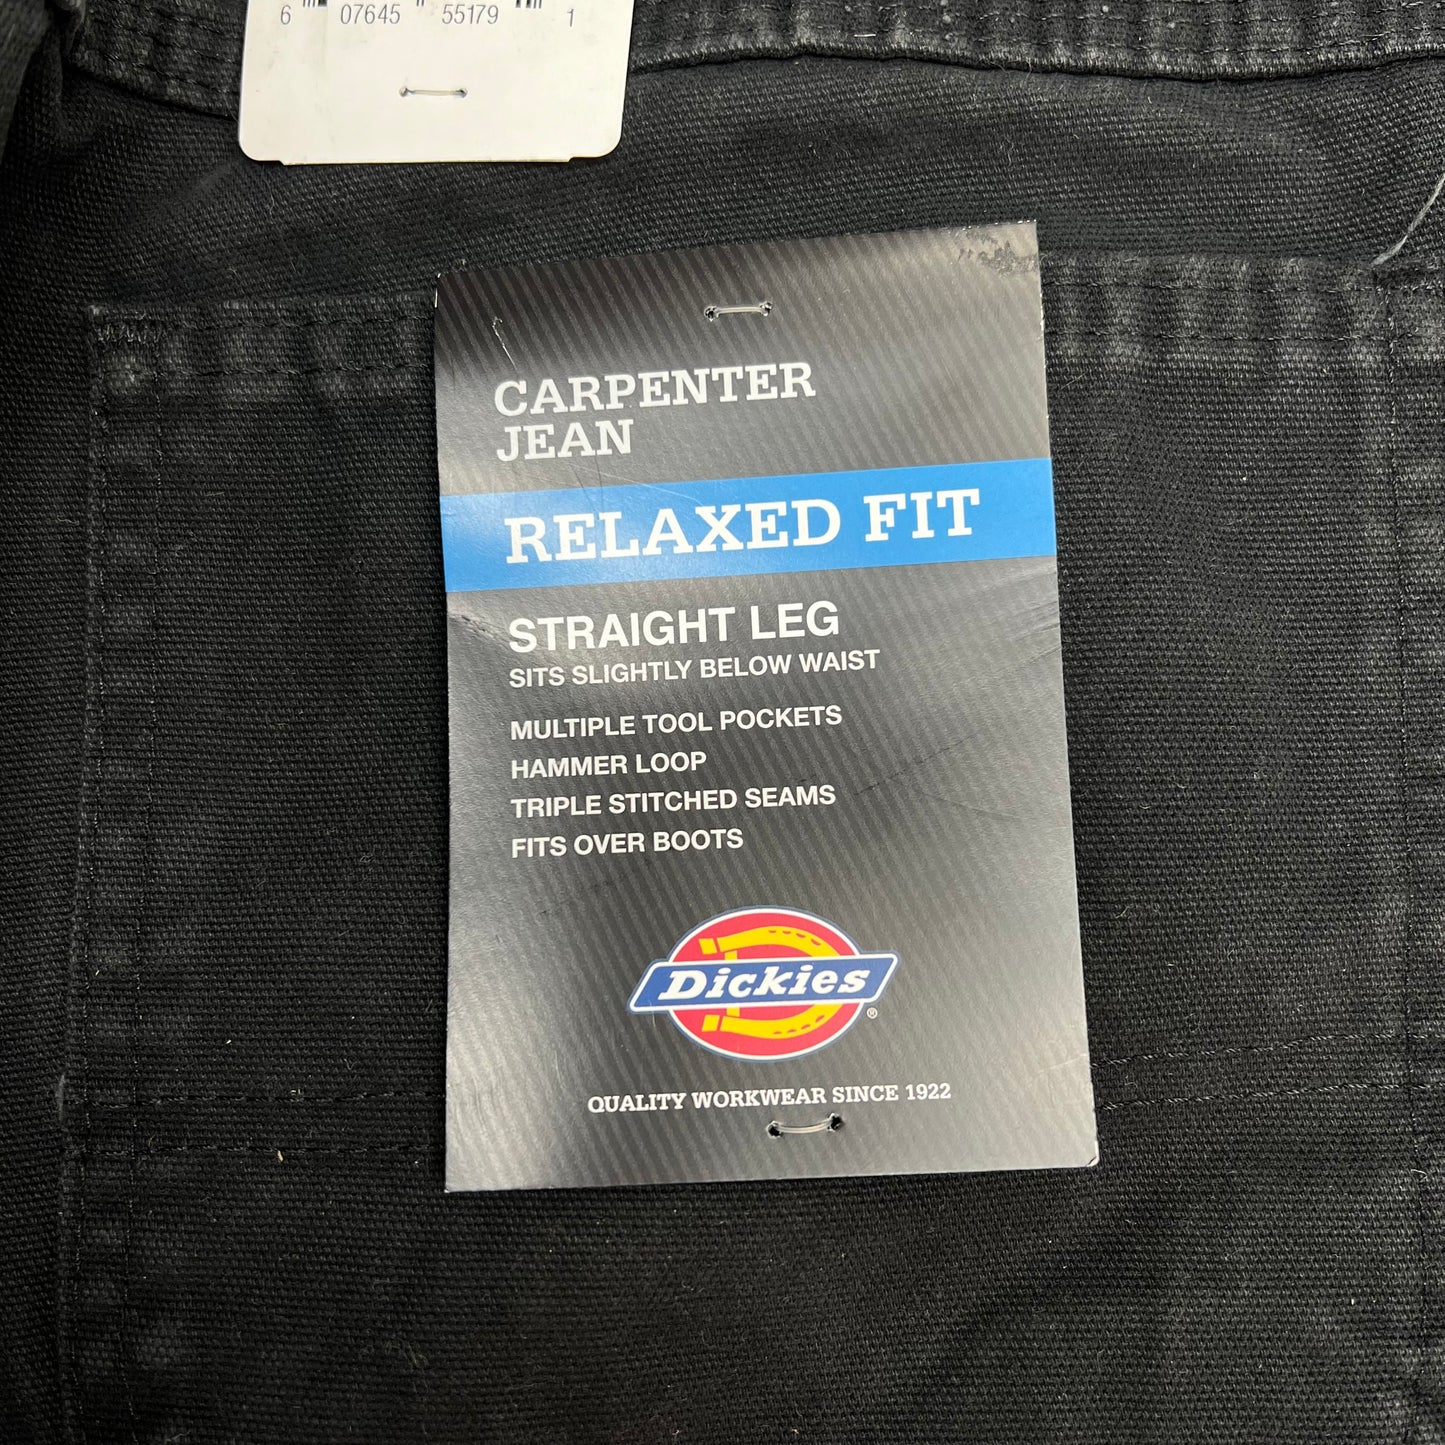 6 07645 55179 1
CARPENTER
JEAN
RELAXED FIT
STRAIGHT LEG
SITS SLIGHTLY BELOW WAIST
MULTIPLE TOOL POCKETS
HAMMER LOOP
TRIPLE STITCHED SEAMS
FITS OVER BOOTS
Dickies
®
QUALITY WORKWEAR SINCE 1922